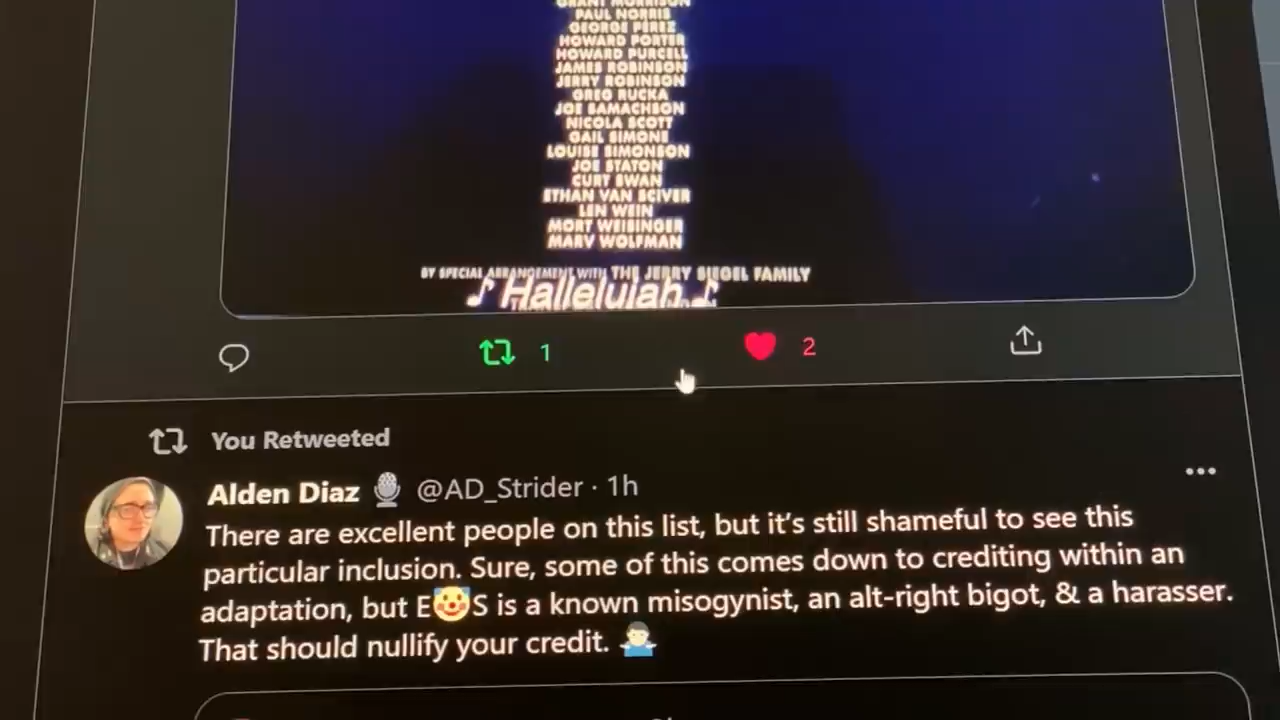 GRANT MORRISON
PAUL NORRIS
GEORGE PÉREZ
HOWARD PORTER
HOWARD PURCELL
JAMES ROBINSON
JERRY ROBINSON
GREG RUCKA
JOE SAMACHSON
NICOLA SCOTT
GAIL SIMONE
LOUISE SIMONSON
JOE STATON
CURT SWAN
ETHAN VAN SCIVER
LEN WEIN
MORT WEISINGER
MARV WOLFMAN
BY SPECIAL ARRANGEMENT WITH THE JERRY SIEGEL FAMILY
♪ Hallelujah ♪
1 2
You Retweeted
Alden Diaz 🎙 @AD_Strider · 1h
There are excellent people on this list, but it's still shameful to see this
particular inclusion. Sure, some of this comes down to crediting within an
adaptation, but E🤡S is a known misogynist, an alt-right bigot, & a harasser.
That should nullify your credit. 🤷‍♂️